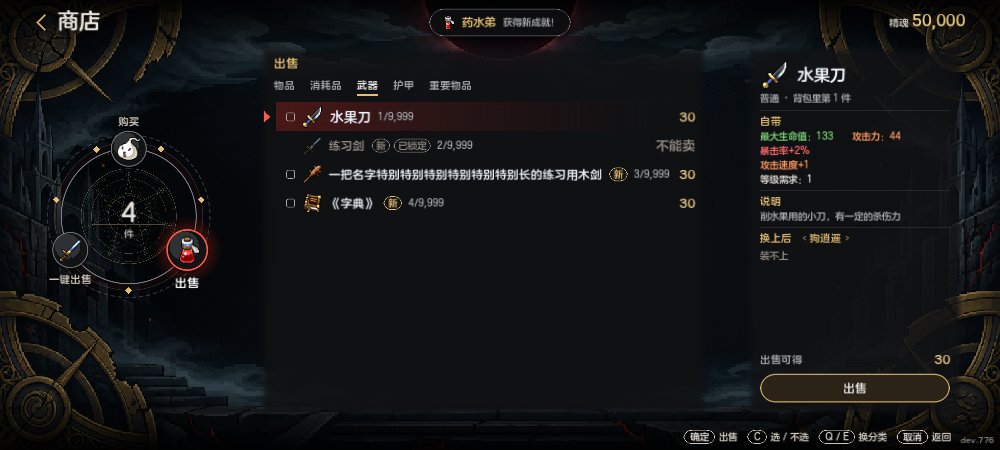 商店
药水弟 获得新成就!
精魂 50,000
购买
4
件
一键出售
出售
出售
物品 消耗品 武器 护甲 重要物品
水果刀 1/9,999 30
练习剑 新 已锁定 2/9,999 不能卖
一把名字特别特别特别特别特别特别长的练习用木剑 新 3/9,999 30
《字典》 新 4/9,999 30
水果刀
普通 · 背包里第 1 件
自带
最大生命值: 133 攻击力: 44
暴击率+2%
攻击速度+1
等级需求: 1
说明
削水果用的小刀, 有一定的杀伤力
换上后 ‹ 狗逍遥 ›
装不上
出售可得 30
出售
确定 出售 C 选 / 不选 Q / E 换分类 取消 返回
dev.776